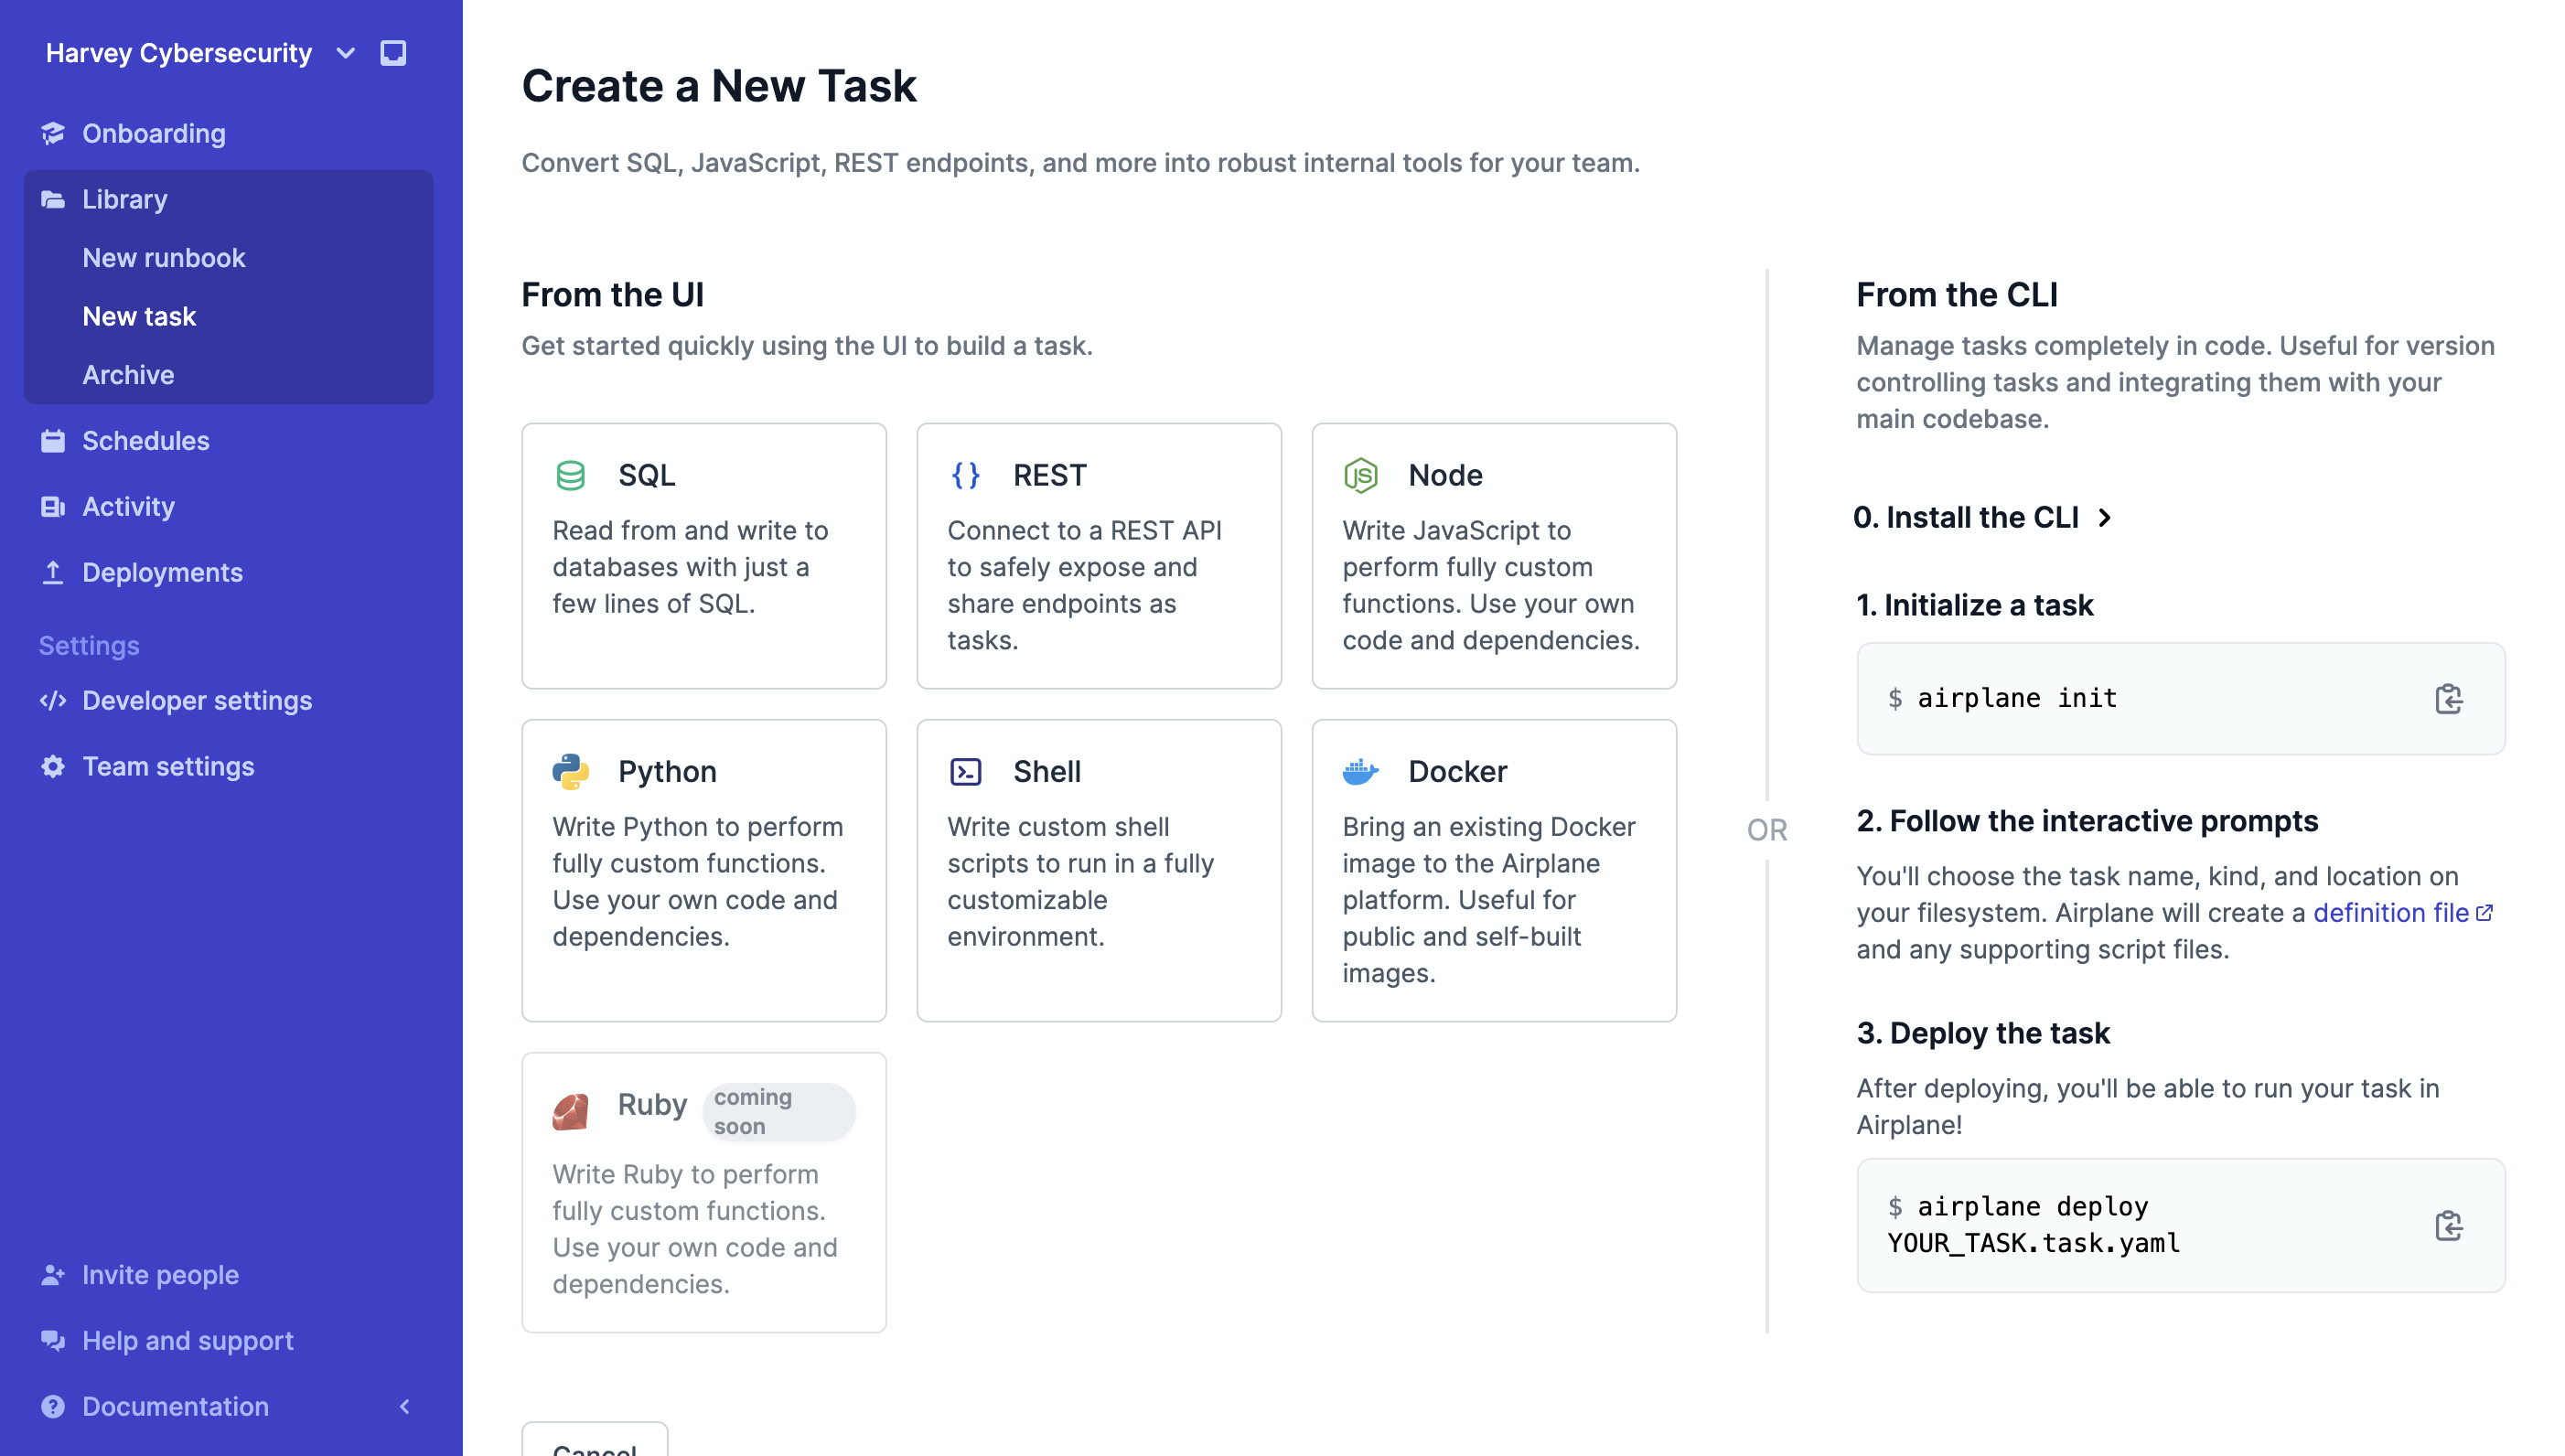 Harvey Cybersecurity
Onboarding
Library
New runbook
New task
Archive
Schedules
Activity
Deployments
Settings
Developer settings
Team settings
Invite people
Help and support
Documentation
Create a New Task
Convert SQL, JavaScript, REST endpoints, and more into robust internal tools for your team.
From the UI
Get started quickly using the UI to build a task.
SQL
Read from and write to
databases with just a
few lines of SQL.
REST
Connect to a REST API
to safely expose and
share endpoints as
tasks.
JS
Node
Write JavaScript to
perform fully custom
functions. Use your own
code and dependencies.
Python
Write Python to perform
fully custom functions.
Use your own code and
dependencies.
Shell
Write custom shell
scripts to run in a fully
customizable
environment.
Docker
Bring an existing Docker
image to the Airplane
platform. Useful for
public and self-built
images.
Ruby
coming
soon
Write Ruby to perform
fully custom functions.
Use your own code and
dependencies.
Cancel
OR
From the CLI
Manage tasks completely in code. Useful for version
controlling tasks and integrating them with your
main codebase.
0. Install the CLI
1. Initialize a task
$ airplane init
2. Follow the interactive prompts
You'll choose the task name, kind, and location on
your filesystem. Airplane will create a definition file
and any supporting script files.
3. Deploy the task
After deploying, you'll be able to run your task in
Airplane!
$ airplane deploy
YOUR_TASK.task.yaml